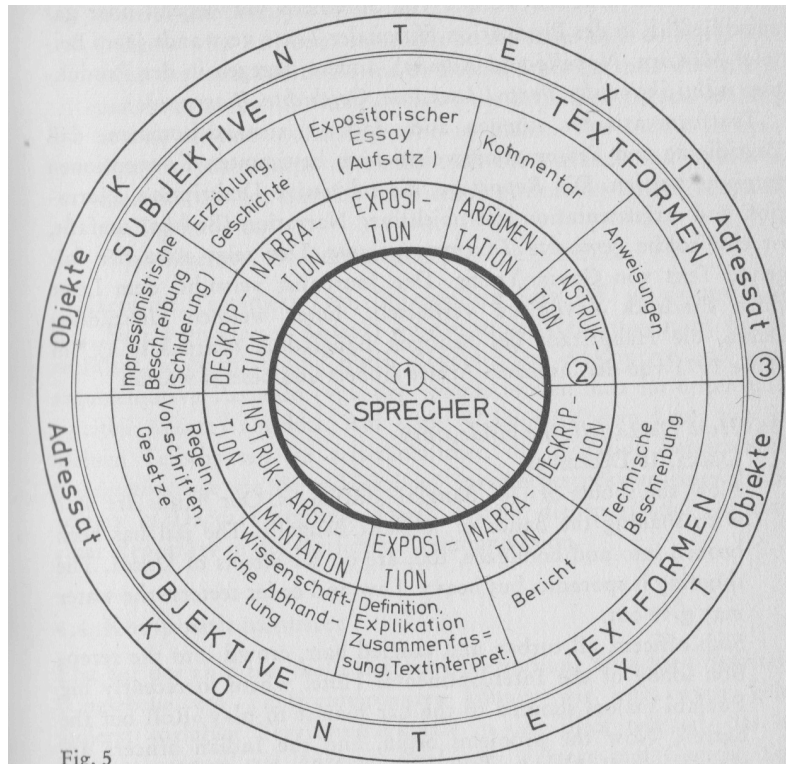 KONTEXT
SUBJEKTIVE TEXTFORMEN
Objekte
Adressat
Impressionistische
Beschreibung
(Schilderung)
Erzählung,
Geschichte
Expositorischer
Essay
(Aufsatz)
Kommentar
Anweisungen
DESKRIP-
TION
NARRA-
TION
EXPOSI-
TION
ARGUMEN-
TATION
INSTRUK-
TION
①
SPRECHER
②
③
INSTRUK-
TION
ARGU-
MENTATION
EXPOSI-
TION
NARRA-
TION
DESKRIP-
TION
Regeln,
Vorschriften,
Gesetze
Wissenschaft-
liche Abhand-
lung
Definition,
Explikation
Zusammenfas=
sung,Textinterpret.
Bericht
Technische
Beschreibung
Adressat
Objekte
OBJEKTIVE TEXTFORMEN
KONTEXT
Fig. 5